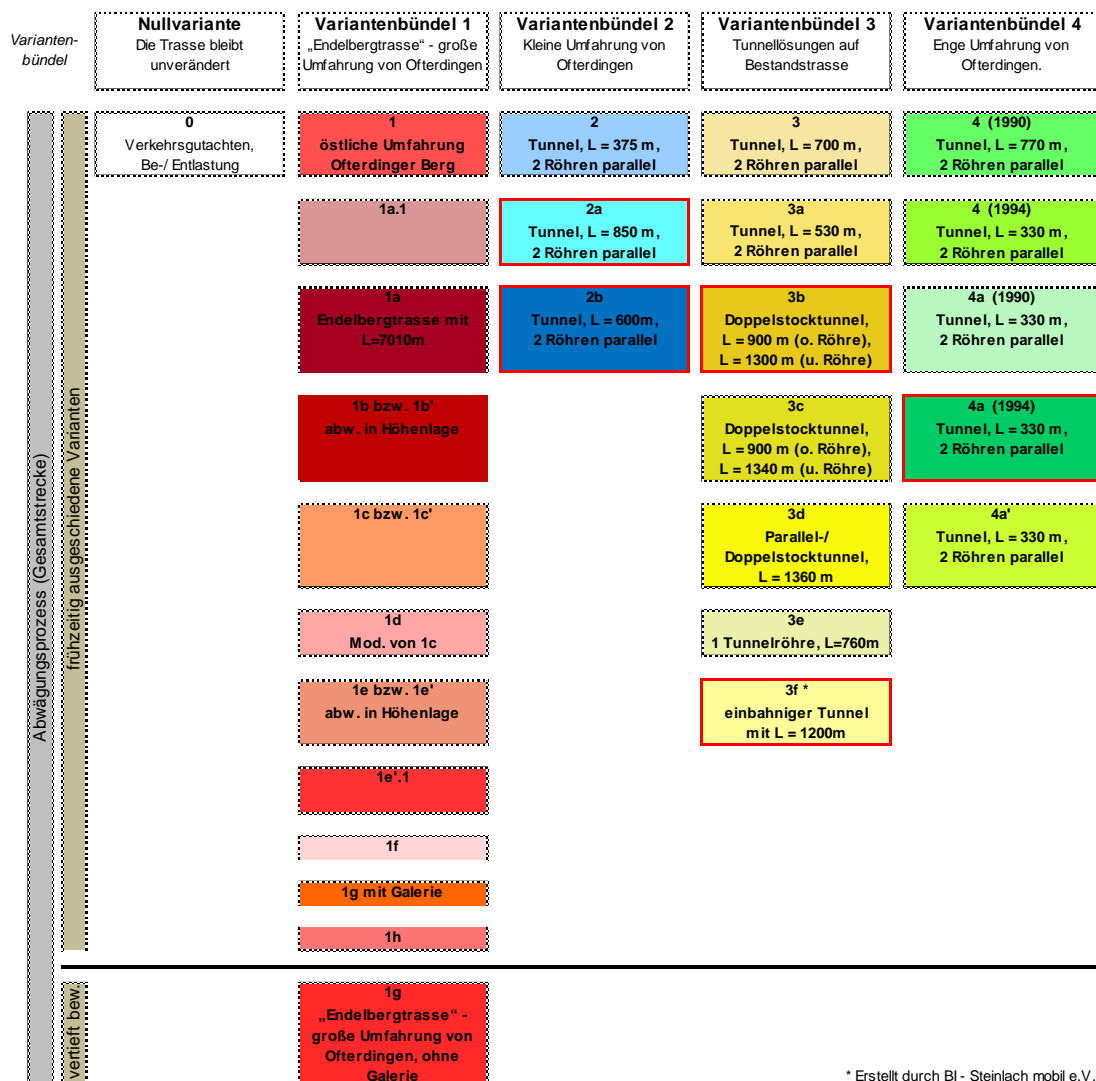 Varianten-
bündel
Nullvariante
Die Trasse bleibt
unverändert
Variantenbündel 1
„Endelbergtrasse“ - große
Umfahrung von Ofterdingen
Variantenbündel 2
Kleine Umfahrung von
Ofterdingen
Variantenbündel 3
Tunnellösungen auf
Bestandstrasse
Variantenbündel 4
Enge Umfahrung von
Ofterdingen.
Abwägungsprozess (Gesamtstrecke)
frühzeitig ausgeschiedene Varianten
0
Verkehrsgutachten,
Be-/ Entlastung
1
östliche Umfahrung
Ofterdinger Berg
2
Tunnel, L = 375 m,
2 Röhren parallel
3
Tunnel, L = 700 m,
2 Röhren parallel
4 (1990)
Tunnel, L = 770 m,
2 Röhren parallel
1a.1
2a
Tunnel, L = 850 m,
2 Röhren parallel
3a
Tunnel, L = 530 m,
2 Röhren parallel
4 (1994)
Tunnel, L = 330 m,
2 Röhren parallel
1a
Endelbergtrasse mit
L=7010m
2b
Tunnel, L = 600m,
2 Röhren parallel
3b
Doppelstocktunnel,
L = 900 m (o. Röhre),
L = 1300 m (u. Röhre)
4a (1990)
Tunnel, L = 330 m,
2 Röhren parallel
1b bzw. 1b'
abw. in Höhenlage
3c
Doppelstocktunnel,
L = 900 m (o. Röhre),
L = 1340 m (u. Röhre)
4a (1994)
Tunnel, L = 330 m,
2 Röhren parallel
1c bzw. 1c'
3d
Parallel-/
Doppelstocktunnel,
L = 1360 m
4a'
Tunnel, L = 330 m,
2 Röhren parallel
1d
Mod. von 1c
3e
1 Tunnelröhre, L=760m
1e bzw. 1e'
abw. in Höhenlage
3f *
einbahniger Tunnel
mit L = 1200m
1e'.1
1f
1g mit Galerie
1h
vertieft bew.
1g
„Endelbergtrasse“ -
große Umfahrung von
Ofterdingen, ohne
Galerie
* Erstellt durch BI - Steinlach mobil e.V.